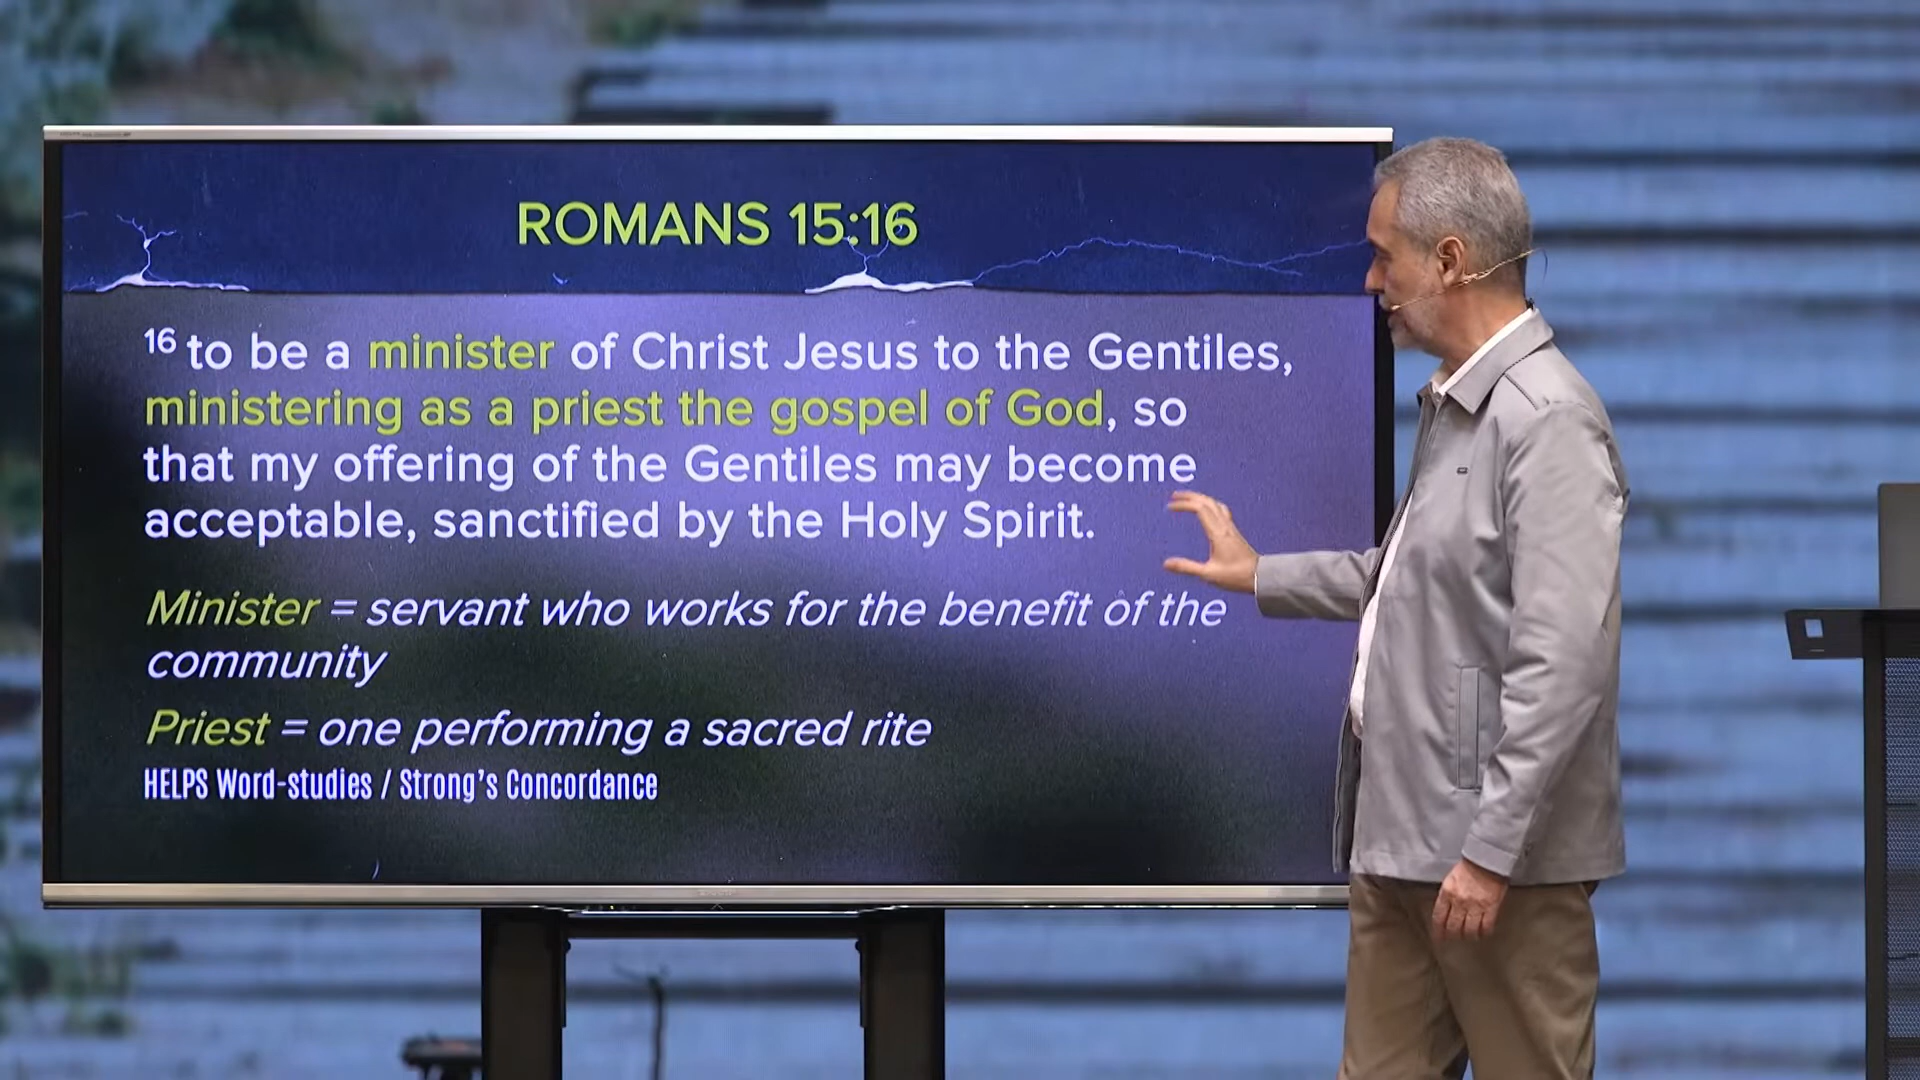 ROMANS 15:16
16 to be a minister of Christ Jesus to the Gentiles,
ministering as a priest the gospel of God, so
that my offering of the Gentiles may become
acceptable, sanctified by the Holy Spirit.
Minister = servant who works for the benefit of the
community
Priest = one performing a sacred rite
HELPS Word-studies / Strong's Concordance